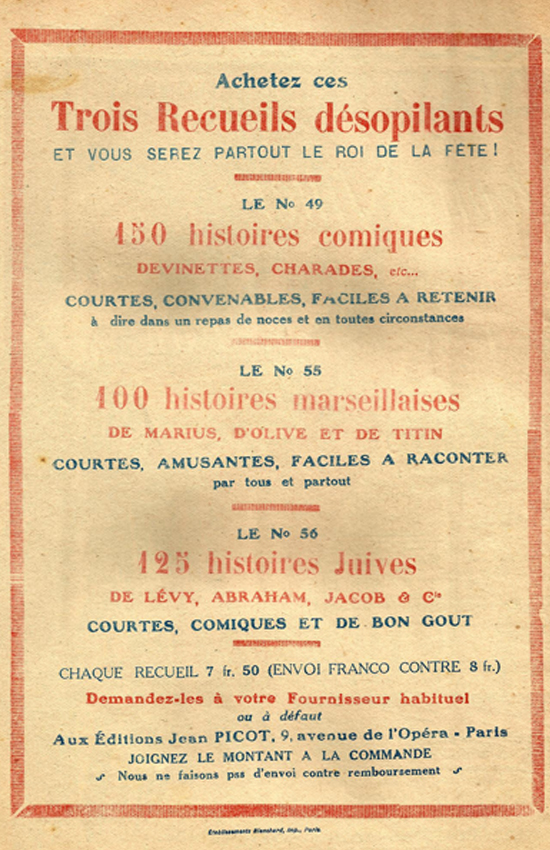 Achetez ces
Trois Recueils désopilants
ET VOUS SEREZ PARTOUT LE ROI DE LA FÊTE !
LE No 49
150 histoires comiques
DEVINETTES, CHARADES, etc...
COURTES, CONVENABLES, FACILES A RETENIR
à dire dans un repas de noces et en toutes circonstances
LE No 55
100 histoires marseillaises
DE MARIUS, D'OLIVE ET DE TITIN
COURTES, AMUSANTES, FACILES A RACONTER
par tous et partout
LE No 56
125 histoires Juives
DE LÉVY, ABRAHAM, JACOB & Cie
COURTES, COMIQUES ET DE BON GOUT
CHAQUE RECUEIL 7 fr. 50 (ENVOI FRANCO CONTRE 8 fr.)
Demandez-les à votre Fournisseur habituel
ou à défaut
Aux Éditions Jean PICOT, 9, avenue de l'Opéra - Paris
JOIGNEZ LE MONTANT A LA COMMANDE
Nous ne faisons pas d'envoi contre remboursement
Établissements Blanchard, Imp., Paris.